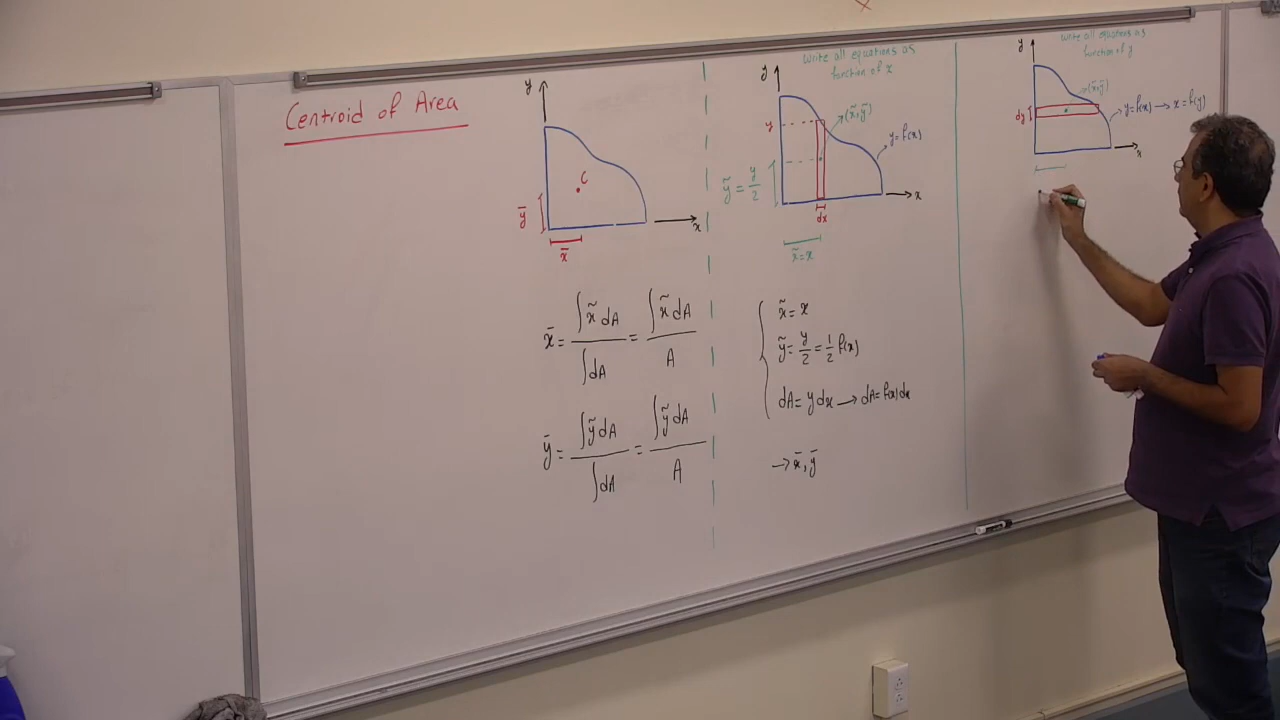 Centroid of Area
y
C
ȳ
x̄
x
x̄ = ∫x̃ dA / ∫dA = ∫x̃ dA / A
ȳ = ∫ỹ dA / ∫dA = ∫ỹ dA / A
Write all equations as
function of x
y
y
(x̃,ỹ)
y=f(x)
ỹ = y/2
x
dx
x̃=x
x̃ = x
ỹ = y/2 = 1/2 f(x)
dA = y dx → dA = f(x) dx
→ x̄, ȳ
Write all equations as
function of y
y
(x̃,ỹ)
y=f(x) → x=f(y)
dy
x